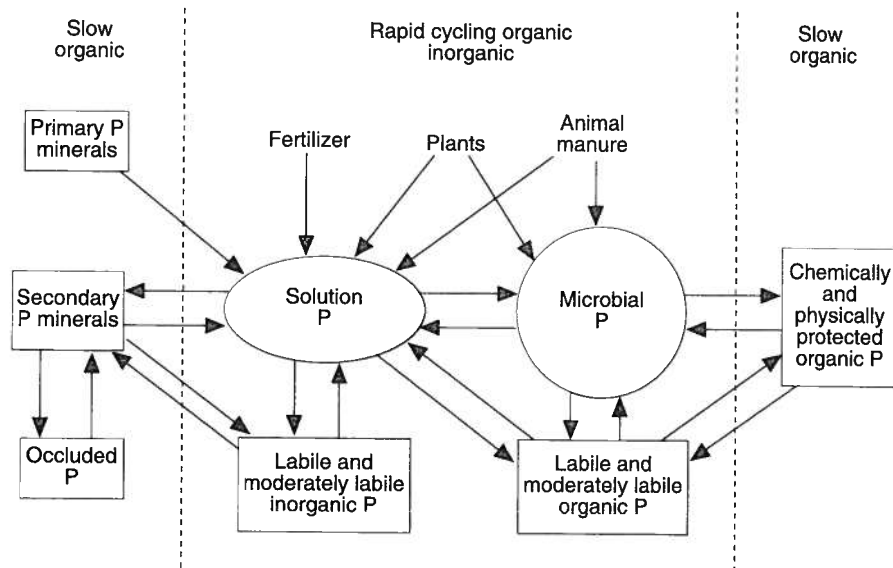 Slow
organic
Rapid cycling organic
inorganic
Slow
organic
Primary P
minerals
Fertilizer
Plants
Animal
manure
Secondary
P minerals
Solution
P
Microbial
P
Chemically
and
physically
protected
organic P
Occluded
P
Labile and
moderately labile
inorganic P
Labile and
moderately labile
organic P